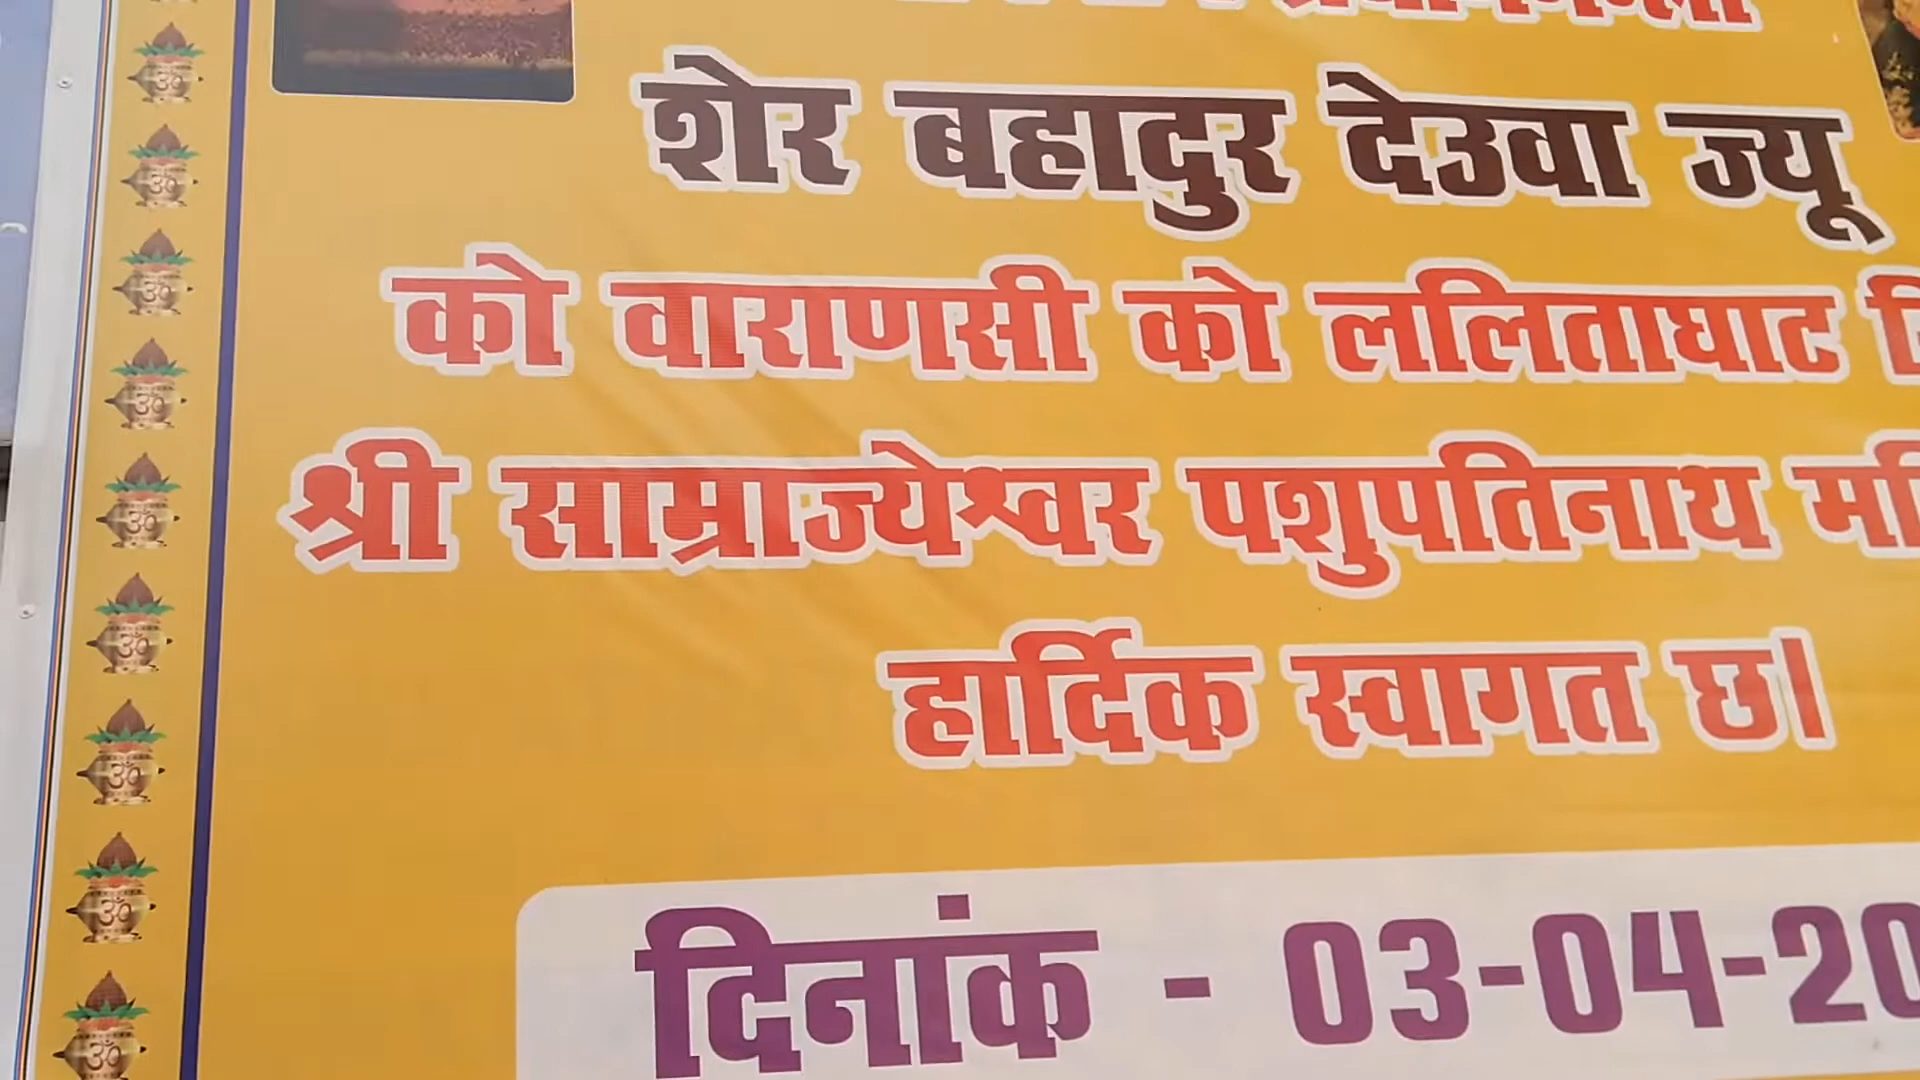 शेर बहादुर देउवा ज्यू
को वाराणसी को ललिताघाट
श्री साम्राज्येश्वर पशुपतिनाथ
हार्दिक स्वागत छ।
दिनांक - 03-04-20